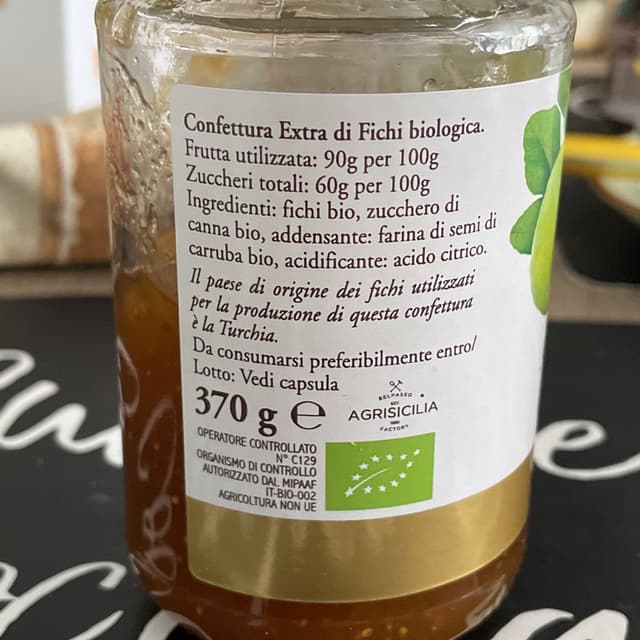 Confettura Extra di Fichi biologica.
Frutta utilizzata: 90g per 100g
Zuccheri totali: 60g per 100g
Ingredienti: fichi bio, zucchero di
canna bio, addensante: farina di semi di
carruba bio, acidificante: acido citrico.
Il paese di origine dei fichi utilizzati
per la produzione di questa confettura
è la Turchia.
Da consumarsi preferibilmente entro/
Lotto: Vedi capsula
370 g ℮
BELPASSO
AGRISICILIA
FACTORY
OPERATORE CONTROLLATO
N° C129
ORGANISMO DI CONTROLLO
AUTORIZZATO DAL MIPAAF
IT-BIO-002
AGRICOLTURA NON UE